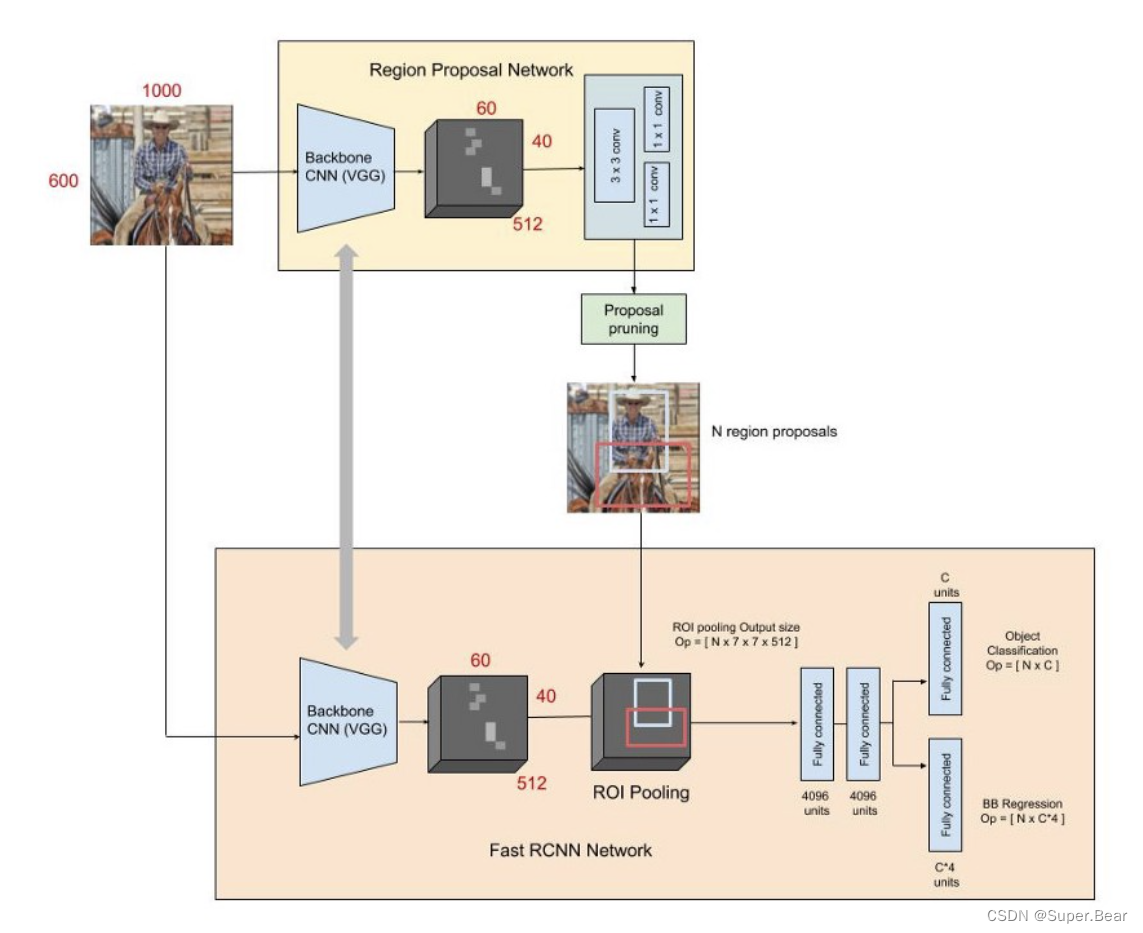 Region Proposal Network
1000
600
Backbone
CNN (VGG)
60
40
512
3 x 3 conv
1 x 1 conv
1 x 1 conv
Proposal
pruning
N region proposals
Backbone
CNN (VGG)
60
40
512
ROI Pooling
ROI pooling Output size
Op = [ N x 7 x 7 x 512 ]
Fully connected
4096
units
Fully connected
4096
units
C
units
Fully connected
Object
Classification
Op = [ N x C ]
Fully connected
C*4
units
BB Regression
Op = [ N x C*4 ]
Fast RCNN Network
CSDN @Super.Bear